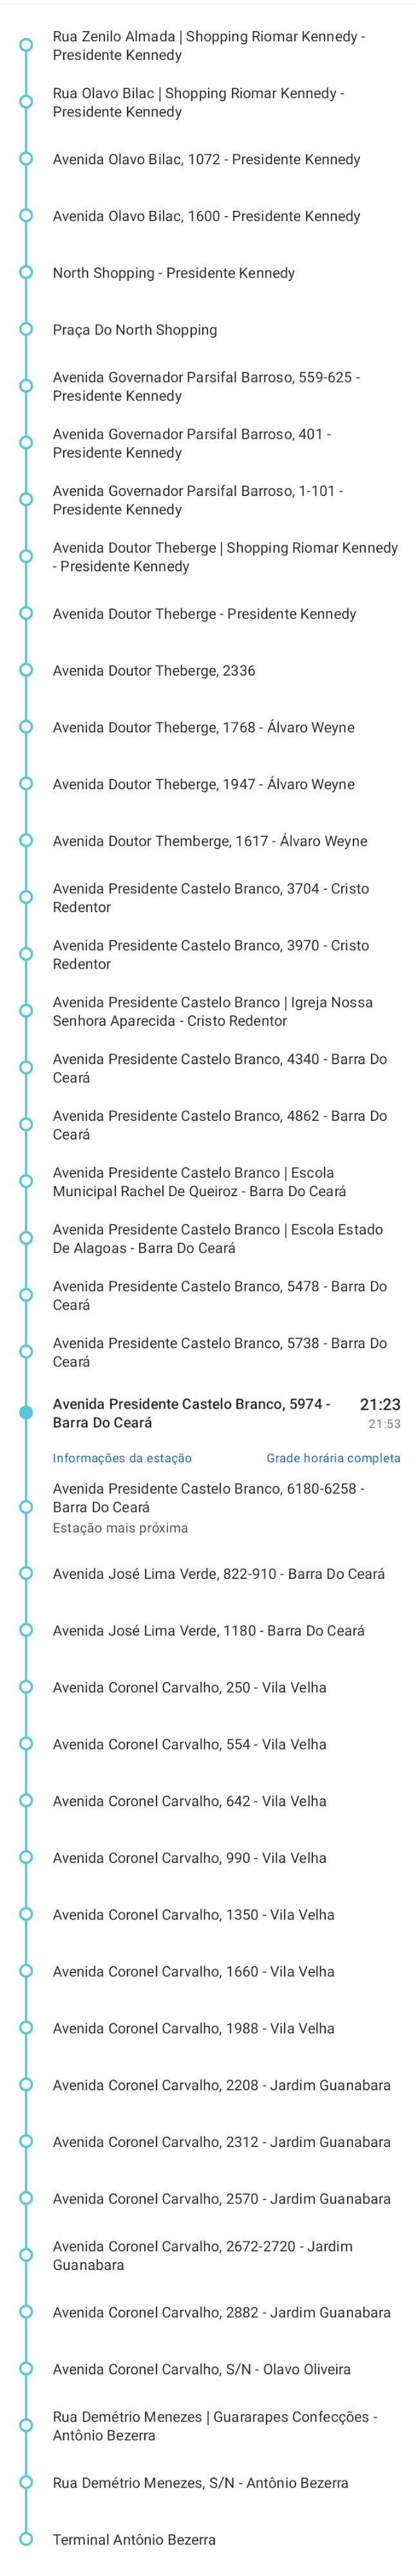 Rua Zenilo Almada | Shopping Riomar Kennedy -
Presidente Kennedy
Rua Olavo Bilac | Shopping Riomar Kennedy -
Presidente Kennedy
Avenida Olavo Bilac, 1072 - Presidente Kennedy
Avenida Olavo Bilac, 1600 - Presidente Kennedy
North Shopping - Presidente Kennedy
Praça Do North Shopping
Avenida Governador Parsifal Barroso, 559-625 -
Presidente Kennedy
Avenida Governador Parsifal Barroso, 401 -
Presidente Kennedy
Avenida Governador Parsifal Barroso, 1-101 -
Presidente Kennedy
Avenida Doutor Theberge | Shopping Riomar Kennedy
- Presidente Kennedy
Avenida Doutor Theberge - Presidente Kennedy
Avenida Doutor Theberge, 2336
Avenida Doutor Theberge, 1768 - Álvaro Weyne
Avenida Doutor Theberge, 1947 - Álvaro Weyne
Avenida Doutor Themberge, 1617 - Álvaro Weyne
Avenida Presidente Castelo Branco, 3704 - Cristo
Redentor
Avenida Presidente Castelo Branco, 3970 - Cristo
Redentor
Avenida Presidente Castelo Branco | Igreja Nossa
Senhora Aparecida - Cristo Redentor
Avenida Presidente Castelo Branco, 4340 - Barra Do
Ceará
Avenida Presidente Castelo Branco, 4862 - Barra Do
Ceará
Avenida Presidente Castelo Branco | Escola
Municipal Rachel De Queiroz - Barra Do Ceará
Avenida Presidente Castelo Branco | Escola Estado
De Alagoas - Barra Do Ceará
Avenida Presidente Castelo Branco, 5478 - Barra Do
Ceará
Avenida Presidente Castelo Branco, 5738 - Barra Do
Ceará
Avenida Presidente Castelo Branco, 5974 - 21:23
Barra Do Ceará 21:53
Informações da estação Grade horária completa
Avenida Presidente Castelo Branco, 6180-6258 -
Barra Do Ceará
Estação mais próxima
Avenida José Lima Verde, 822-910 - Barra Do Ceará
Avenida José Lima Verde, 1180 - Barra Do Ceará
Avenida Coronel Carvalho, 250 - Vila Velha
Avenida Coronel Carvalho, 554 - Vila Velha
Avenida Coronel Carvalho, 642 - Vila Velha
Avenida Coronel Carvalho, 990 - Vila Velha
Avenida Coronel Carvalho, 1350 - Vila Velha
Avenida Coronel Carvalho, 1660 - Vila Velha
Avenida Coronel Carvalho, 1988 - Vila Velha
Avenida Coronel Carvalho, 2208 - Jardim Guanabara
Avenida Coronel Carvalho, 2312 - Jardim Guanabara
Avenida Coronel Carvalho, 2570 - Jardim Guanabara
Avenida Coronel Carvalho, 2672-2720 - Jardim
Guanabara
Avenida Coronel Carvalho, 2882 - Jardim Guanabara
Avenida Coronel Carvalho, S/N - Olavo Oliveira
Rua Demétrio Menezes | Guararapes Confecções -
Antônio Bezerra
Rua Demétrio Menezes, S/N - Antônio Bezerra
Terminal Antônio Bezerra